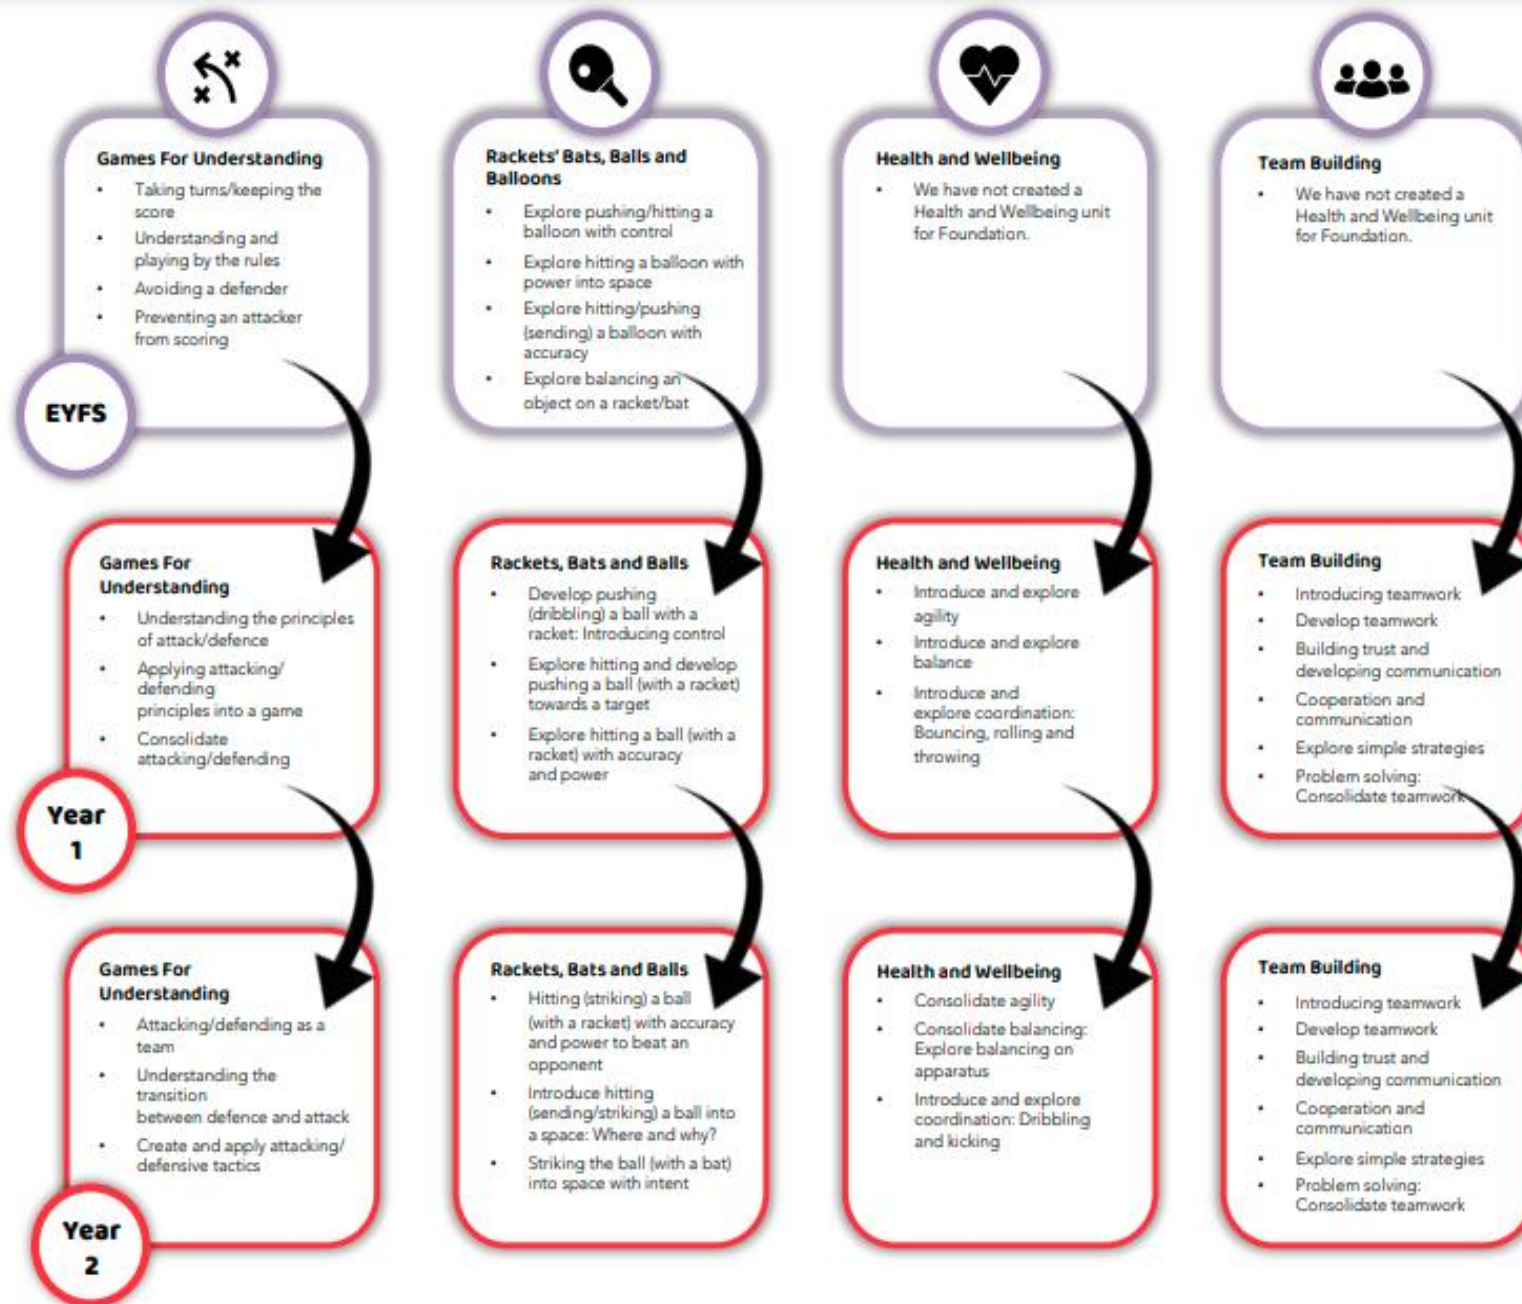 Games For Understanding
• Taking turns/keeping the
score
• Understanding and
playing by the rules
• Avoiding a defender
• Preventing an attacker
from scoring
EYFS
Rackets' Bats, Balls and
Balloons
• Explore pushing/hitting a
balloon with control
• Explore hitting a balloon with
power into space
• Explore hitting/pushing
(sending) a balloon with
accuracy
• Explore balancing an
object on a racket/bat
Health and Wellbeing
• We have not created a
Health and Wellbeing unit
for Foundation.
Team Building
• We have not created a
Health and Wellbeing unit
for Foundation.
Games For
Understanding
• Understanding the principles
of attack/defence
• Applying attacking/
defending
principles into a game
• Consolidate
attacking/defending
Year
1
Rackets, Bats and Balls
• Develop pushing
(dribbling) a ball with a
racket: Introducing control
• Explore hitting and develop
pushing a ball (with a racket)
towards a target
• Explore hitting a ball (with a
racket) with accuracy
and power
Health and Wellbeing
• Introduce and explore
agility
• Introduce and explore
balance
• Introduce and
explore coordination:
Bouncing, rolling and
throwing
Team Building
• Introducing teamwork
• Develop teamwork
• Building trust and
developing communication
• Cooperation and
communication
• Explore simple strategies
• Problem solving:
Consolidate teamwork
Games For
Understanding
• Attacking/defending as a
team
• Understanding the
transition
between defence and attack
• Create and apply attacking/
defensive tactics
Year
2
Rackets, Bats and Balls
• Hitting (striking) a ball
(with a racket) with accuracy
and power to beat an
opponent
• Introduce hitting
(sending/striking) a ball into
a space: Where and why?
• Striking the ball (with a bat)
into space with intent
Health and Wellbeing
• Consolidate agility
• Consolidate balancing:
Explore balancing on
apparatus
• Introduce and explore
coordination: Dribbling
and kicking
Team Building
• Introducing teamwork
• Develop teamwork
• Building trust and
developing communication
• Cooperation and
communication
• Explore simple strategies
• Problem solving:
Consolidate teamwork